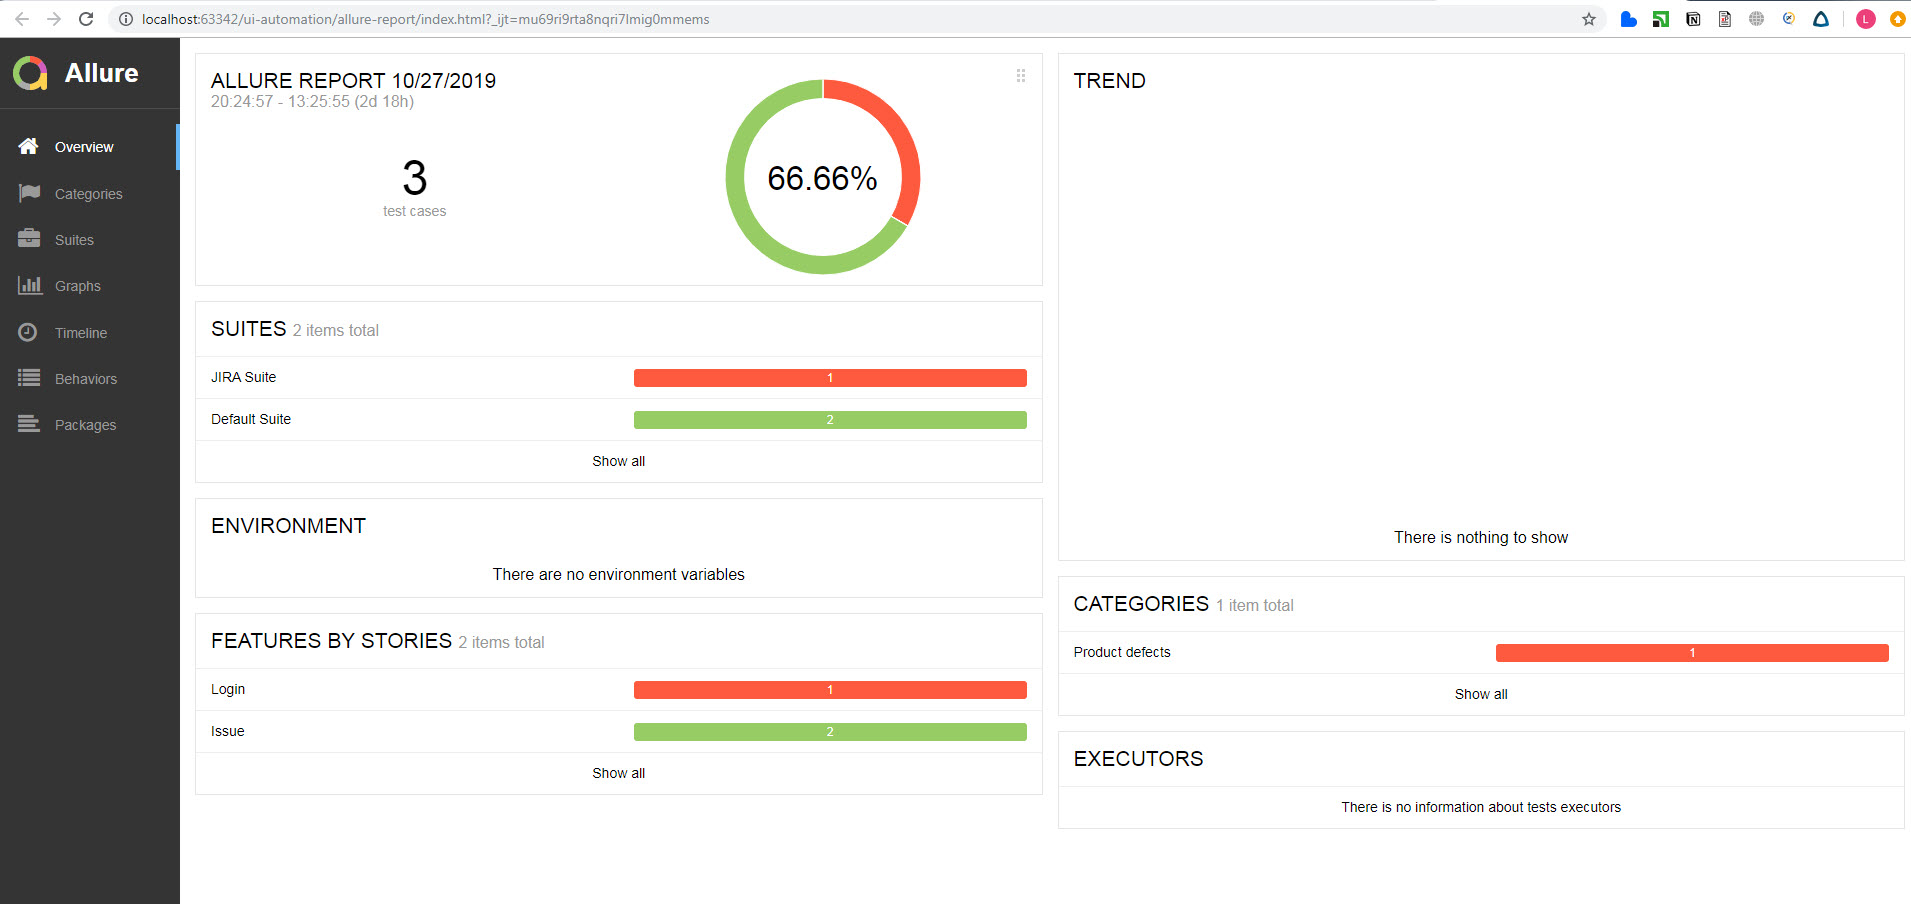 localhost:63342/ui-automation/allure-report/index.html?_ijt=mu69ri9rta8nqri7lmig0mmems
L
Allure
Overview
Categories
Suites
Graphs
Timeline
Behaviors
Packages
ALLURE REPORT 10/27/2019
20:24:57 - 13:25:55 (2d 18h)
3
test cases
66.66%
SUITES 2 items total
JIRA Suite 1
Default Suite 2
Show all
ENVIRONMENT
There are no environment variables
FEATURES BY STORIES 2 items total
Login 1
Issue 2
Show all
TREND
There is nothing to show
CATEGORIES 1 item total
Product defects 1
Show all
EXECUTORS
There is no information about tests executors